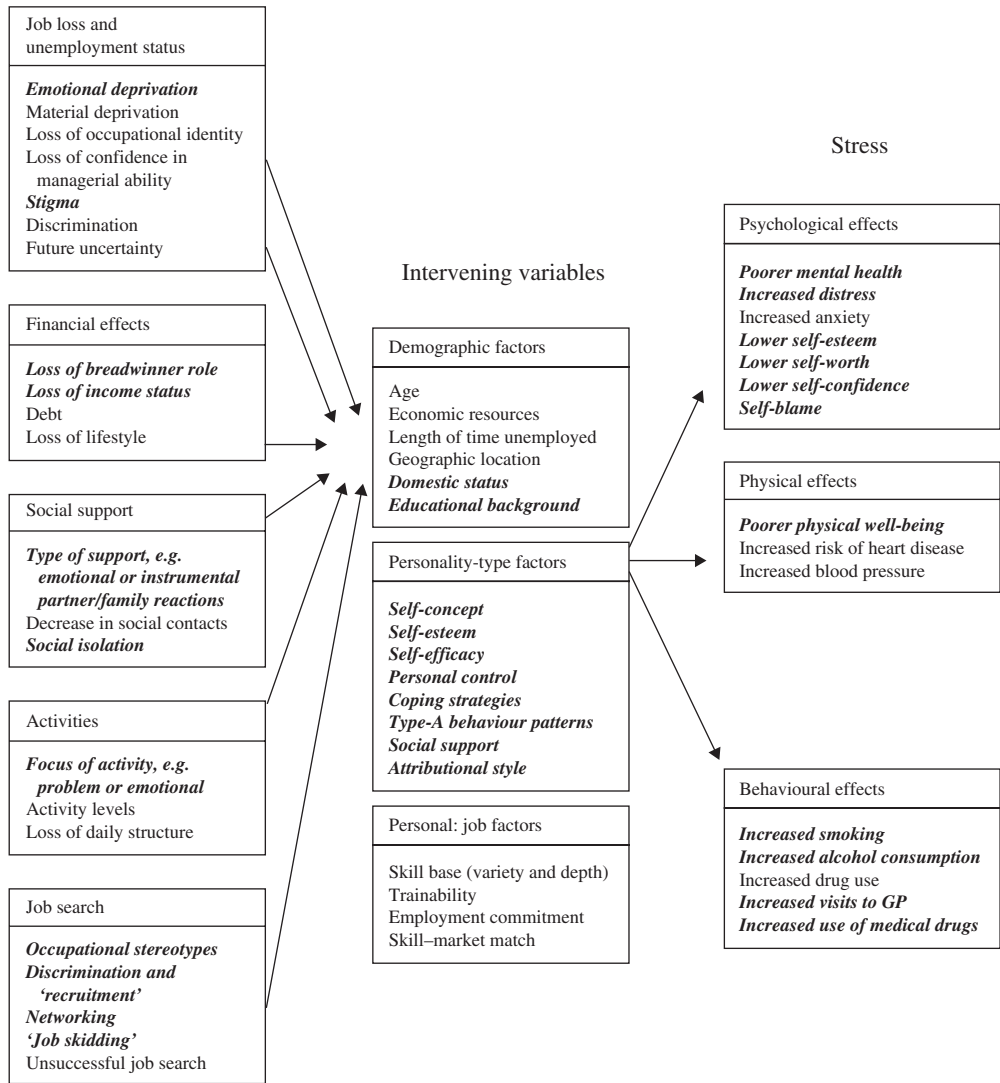 Job loss and
unemployment status
Emotional deprivation
Material deprivation
Loss of occupational identity
Loss of confidence in
managerial ability
Stigma
Discrimination
Future uncertainty
Financial effects
Loss of breadwinner role
Loss of income status
Debt
Loss of lifestyle
Social support
Type of support, e.g.
emotional or instrumental
partner/family reactions
Decrease in social contacts
Social isolation
Activities
Focus of activity, e.g.
problem or emotional
Activity levels
Loss of daily structure
Job search
Occupational stereotypes
Discrimination and
‘recruitment’
Networking
‘Job skidding’
Unsuccessful job search
Intervening variables
Demographic factors
Age
Economic resources
Length of time unemployed
Geographic location
Domestic status
Educational background
Personality-type factors
Self-concept
Self-esteem
Self-efficacy
Personal control
Coping strategies
Type-A behaviour patterns
Social support
Attributional style
Personal: job factors
Skill base (variety and depth)
Trainability
Employment commitment
Skill–market match
Stress
Psychological effects
Poorer mental health
Increased distress
Increased anxiety
Lower self-esteem
Lower self-worth
Lower self-confidence
Self-blame
Physical effects
Poorer physical well-being
Increased risk of heart disease
Increased blood pressure
Behavioural effects
Increased smoking
Increased alcohol consumption
Increased drug use
Increased visits to GP
Increased use of medical drugs